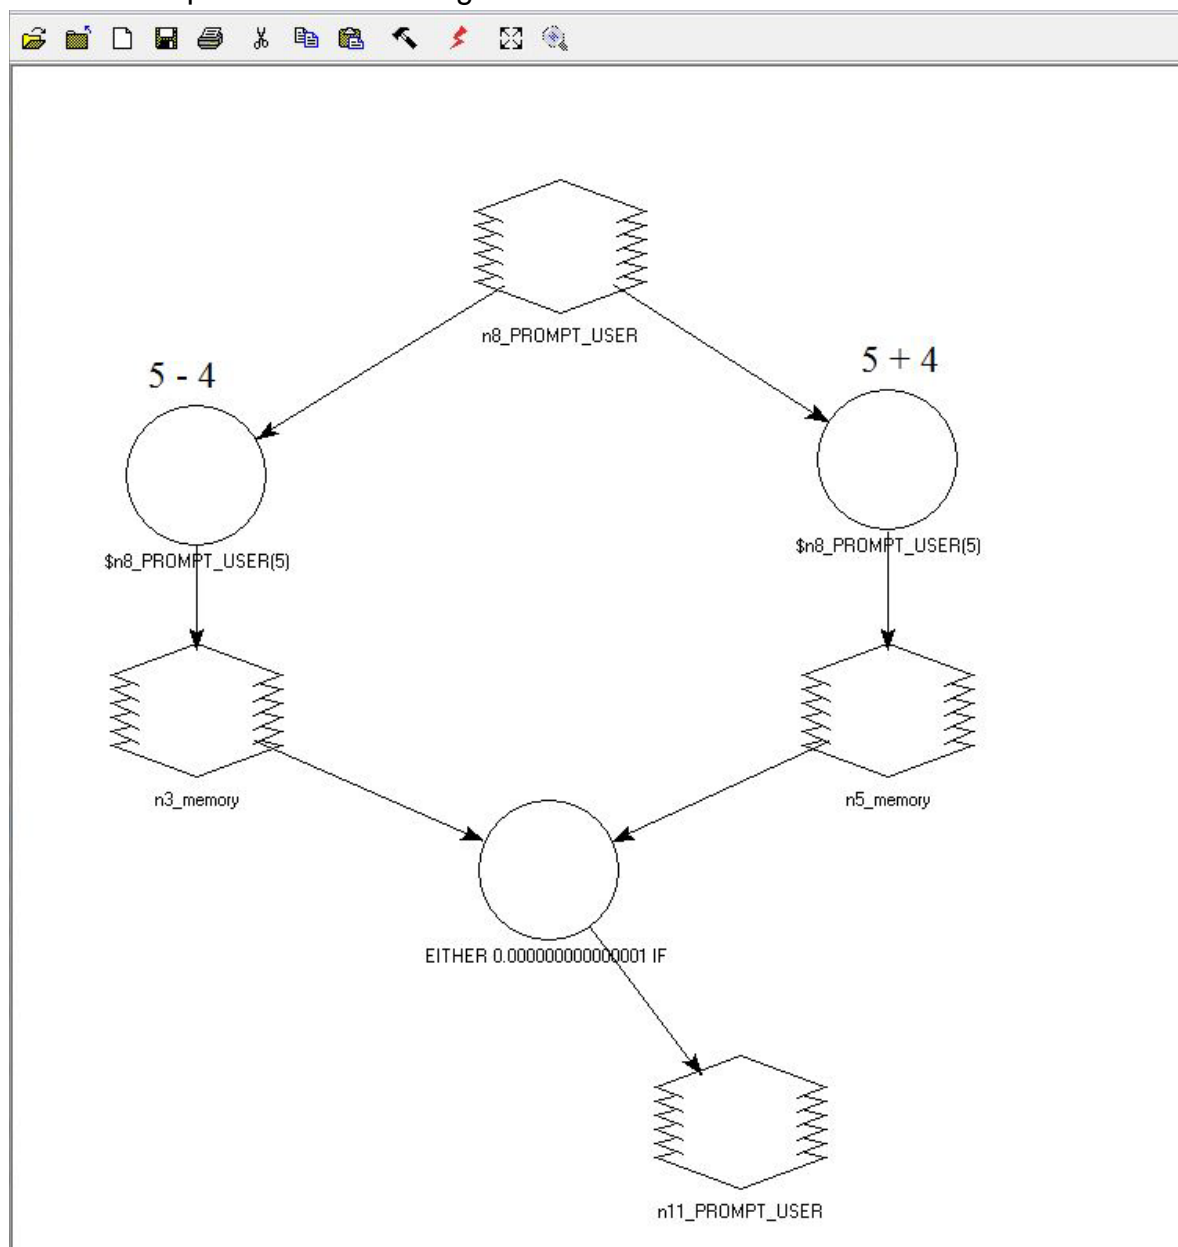 n8_PROMPT_USER
5 - 4
5 + 4
$n8_PROMPT_USER(5)
$n8_PROMPT_USER(5)
n3_memory
n5_memory
EITHER 0.000000000000001 IF
n11_PROMPT_USER